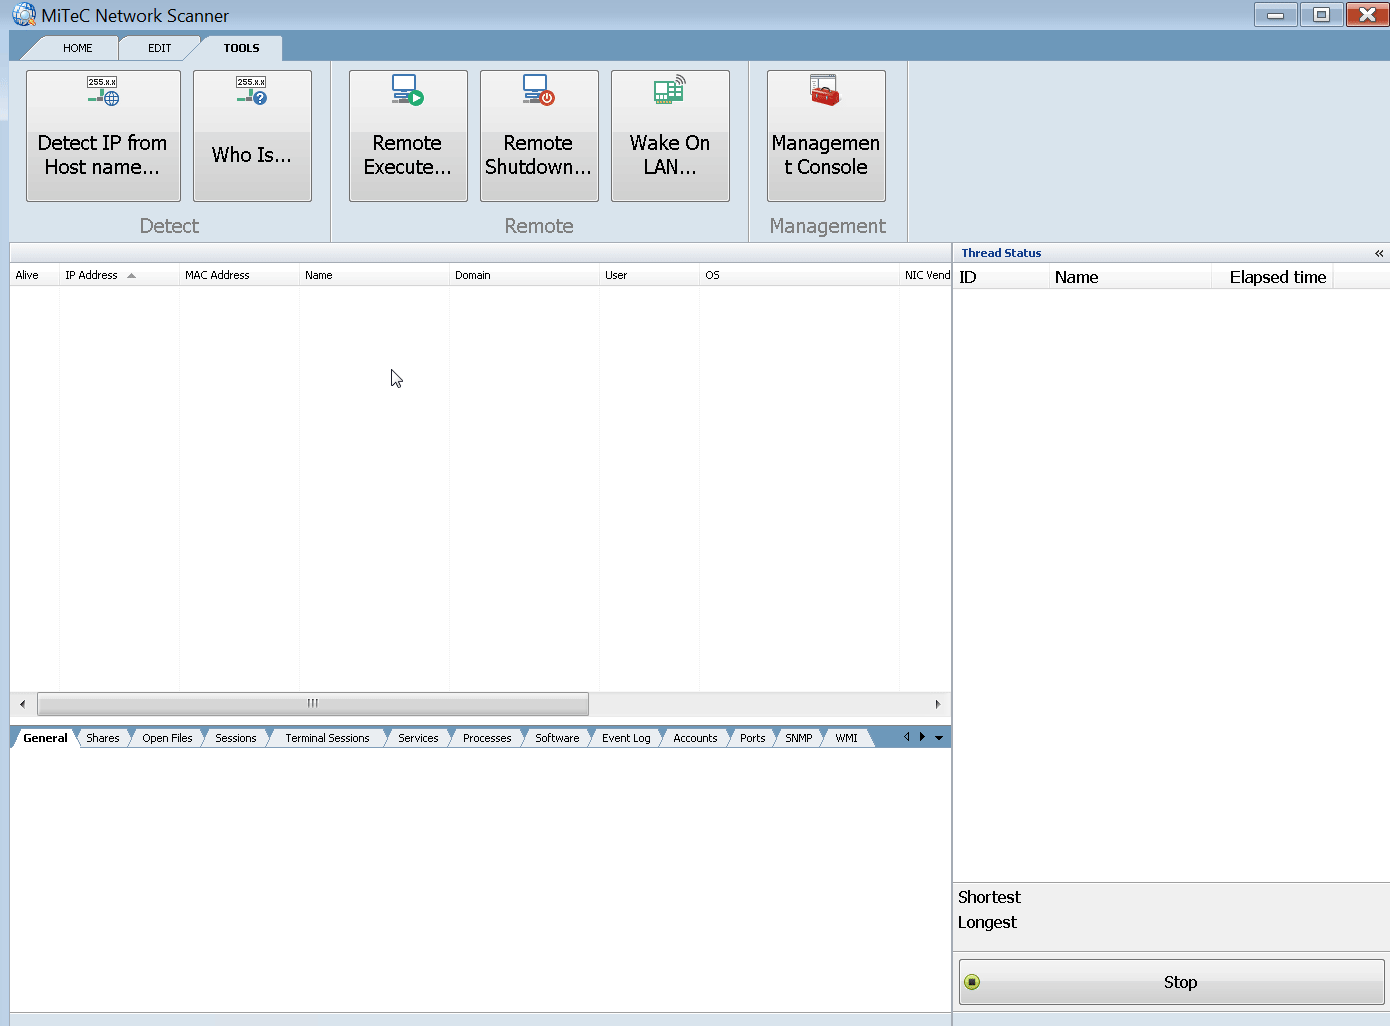 MiTeC Network Scanner
HOME EDIT TOOLS
255.x.x 255.x.x
Detect IP from
Host name...
Who Is...
Remote
Execute...
Remote
Shutdown...
Wake On
LAN...
Managemen
t Console
Detect Remote Management
Thread Status «
Alive IP Address MAC Address Name Domain User OS NIC Vend
ID Name Elapsed time
General Shares Open Files Sessions Terminal Sessions Services Processes Software Event Log Accounts Ports SNMP WMI
Shortest
Longest
Stop